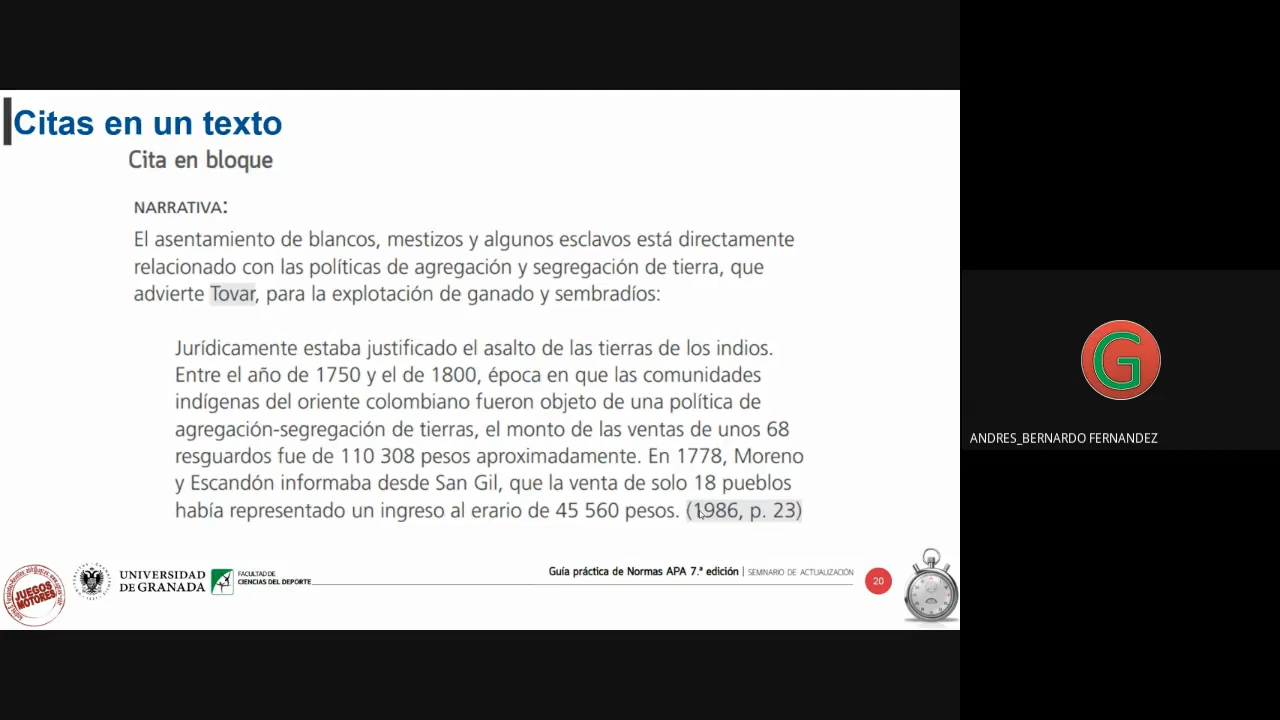 Citas en un texto
Cita en bloque
NARRATIVA:
El asentamiento de blancos, mestizos y algunos esclavos está directamente
relacionado con las políticas de agregación y segregación de tierra, que
advierte Tovar, para la explotación de ganado y sembradíos:
Jurídicamente estaba justificado el asalto de las tierras de los indios.
Entre el año de 1750 y el de 1800, época en que las comunidades
indígenas del oriente colombiano fueron objeto de una política de
agregación-segregación de tierras, el monto de las ventas de unos 68
resguardos fue de 110 308 pesos aproximadamente. En 1778, Moreno
y Escandón informaba desde San Gil, que la venta de solo 18 pueblos
había representado un ingreso al erario de 45 560 pesos. (1986, p. 23)
G
ANDRES_BERNARDO FERNANDEZ
JUEGOS
MOTORES
UNIVERSIDAD
DE GRANADA
FACULTAD DE
CIENCIAS DEL DEPORTE
Guía práctica de Normas APA 7.ª edición | SEMINARIO DE ACTUALIZACIÓN
20